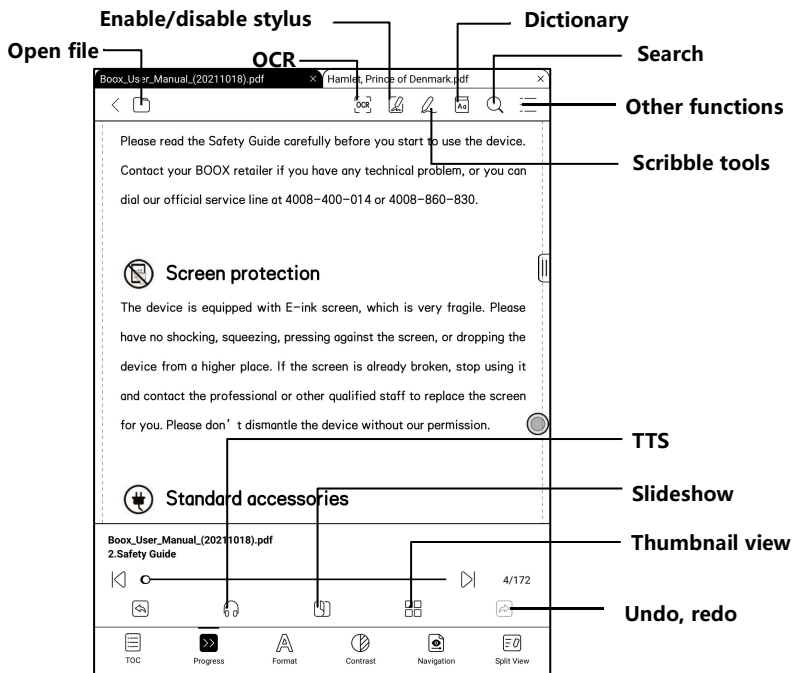 Enable/disable stylus
Dictionary
Open file
OCR
Search
Boox_User_Manual_(20211018).pdf × Hamlet, Prince of Denmark.pdf ×
OCR Aa
Other functions
Please read the Safety Guide carefully before you start to use the device.
Contact your BOOX retailer if you have any technical problem, or you can
Scribble tools
dial our official service line at 4008-400-014 or 4008-860-830.
Screen protection
The device is equipped with E-ink screen, which is very fragile. Please
have no shocking, squeezing, pressing against the screen, or dropping the
device from a higher place. If the screen is already broken, stop using it
and contact the professional or other qualified staff to replace the screen
for you. Please don't dismantle the device without our permission.
TTS
Standard accessories
Slideshow
Boox_User_Manual_(20211018).pdf
2.Safety Guide
Thumbnail view
4/172
Undo, redo
TOC Progress Format Contrast Navigation Split View